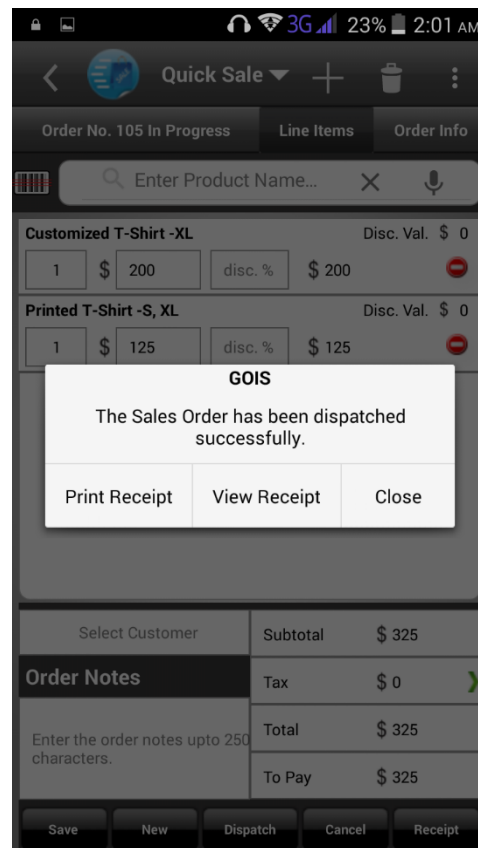 3G 23% 2:01 AM
Quick Sale
Order No. 105 In Progress Line Items Order Info
Enter Product Name...
Customized T-Shirt -XL Disc. Val. $ 0
1 $ 200 disc. % $ 200
Printed T-Shirt -S, XL Disc. Val. $ 0
1 $ 125 disc. % $ 125
GOIS
The Sales Order has been dispatched
successfully.
Print Receipt View Receipt Close
Select Customer Subtotal $ 325
Order Notes Tax $ 0
Enter the order notes upto 250
characters.
Total $ 325
To Pay $ 325
Save New Dispatch Cancel Receipt